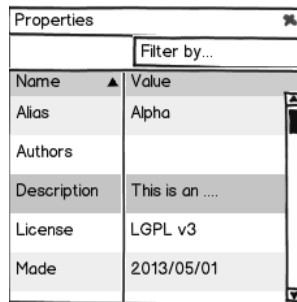 Properties
Filter by...
Name Value
Alias Alpha
Authors
Description This is an ....
License LGPL v3
Made 2013/05/01